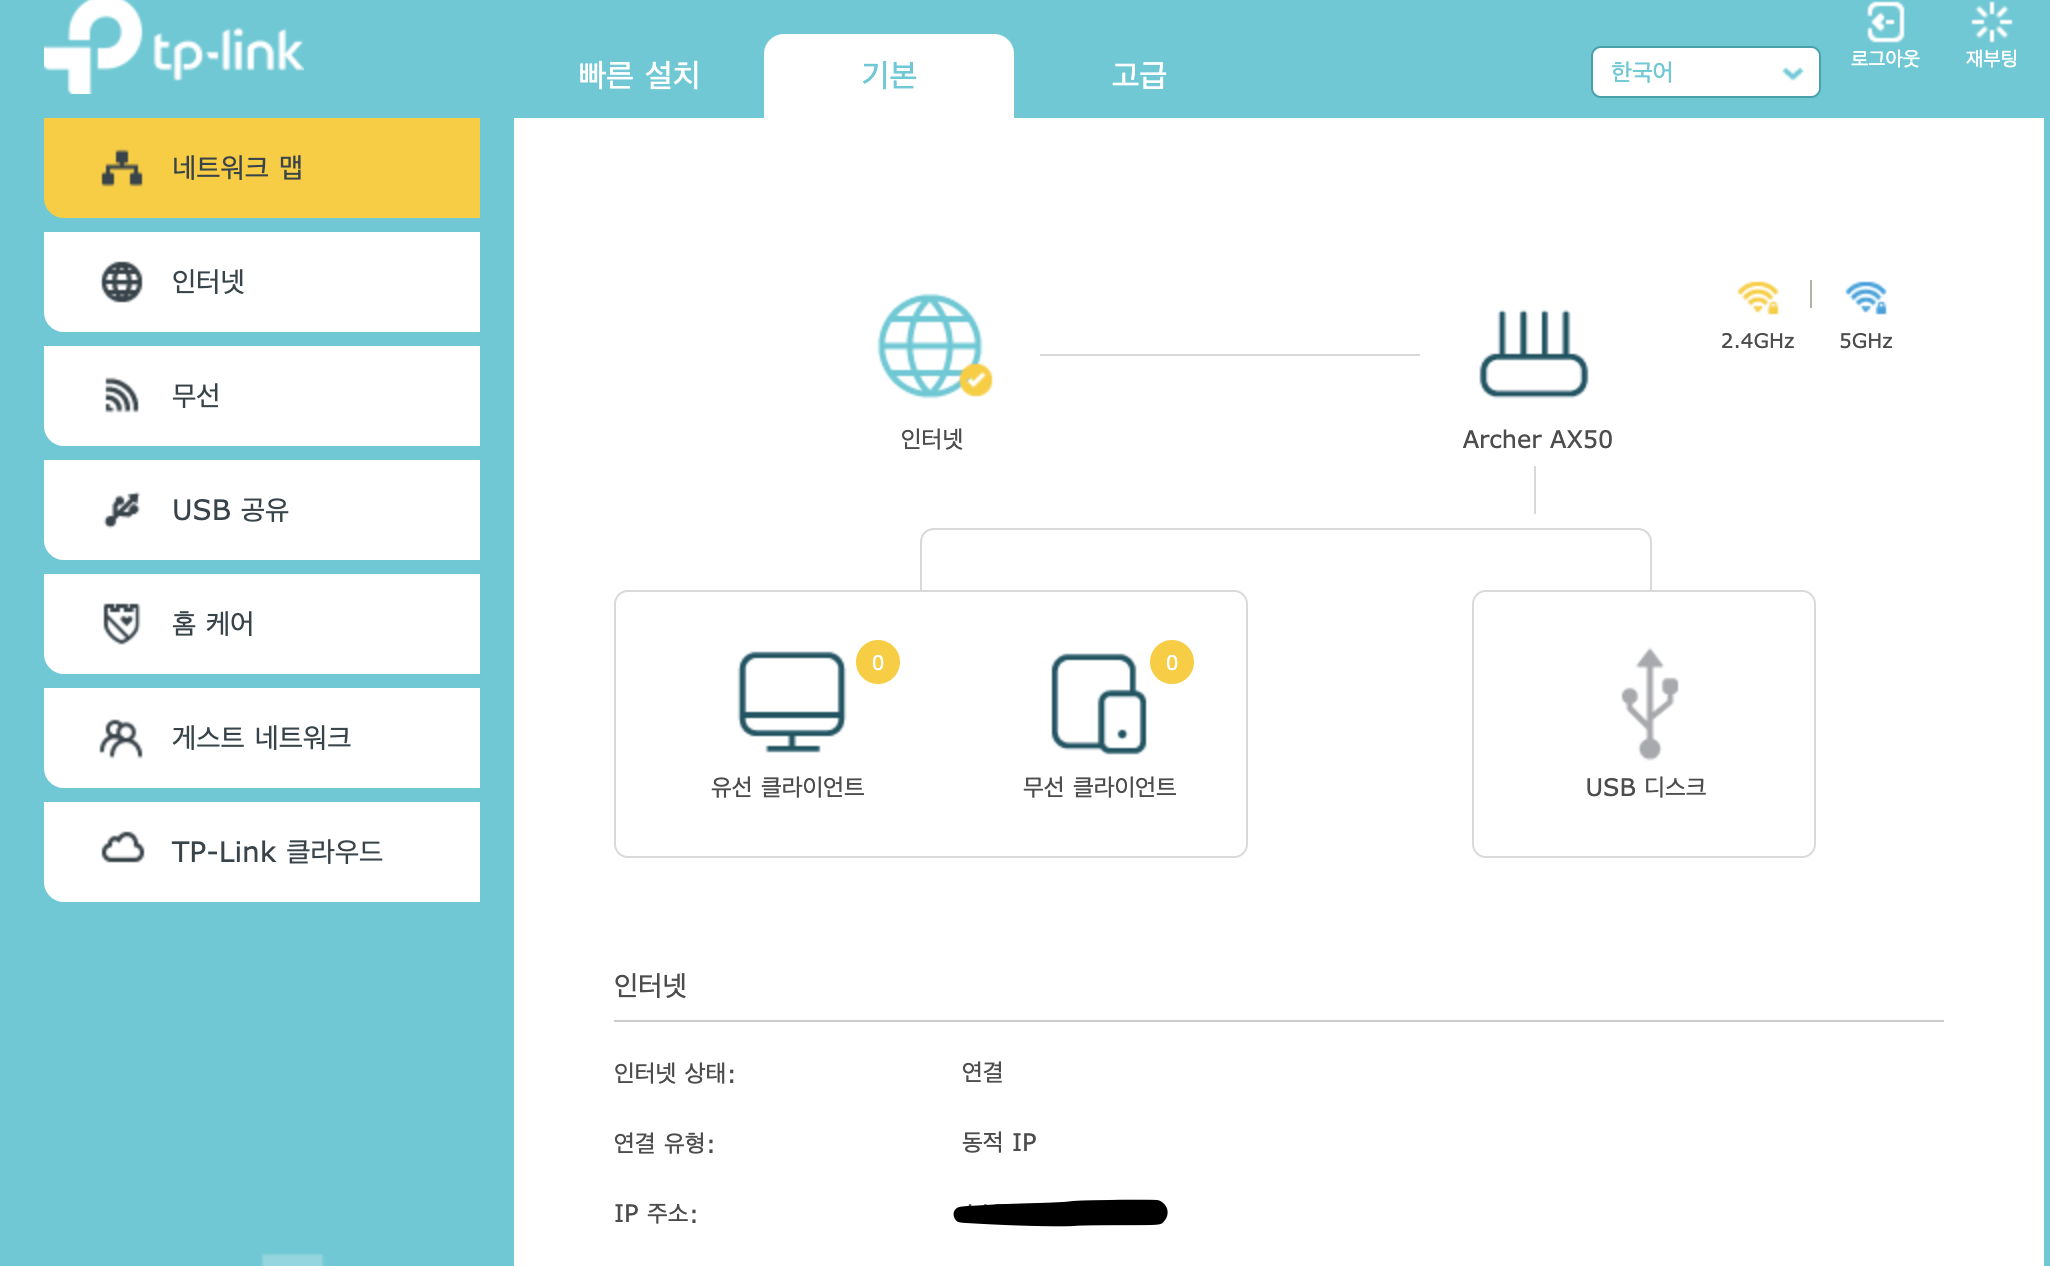 tp-link
빠른 설치
기본
고급
한국어
로그아웃
재부팅
네트워크 맵
인터넷
무선
USB 공유
홈 케어
게스트 네트워크
TP-Link 클라우드
2.4GHz
5GHz
인터넷
Archer AX50
0
0
유선 클라이언트
무선 클라이언트
USB 디스크
인터넷
인터넷 상태: 연결
연결 유형: 동적 IP
IP 주소: